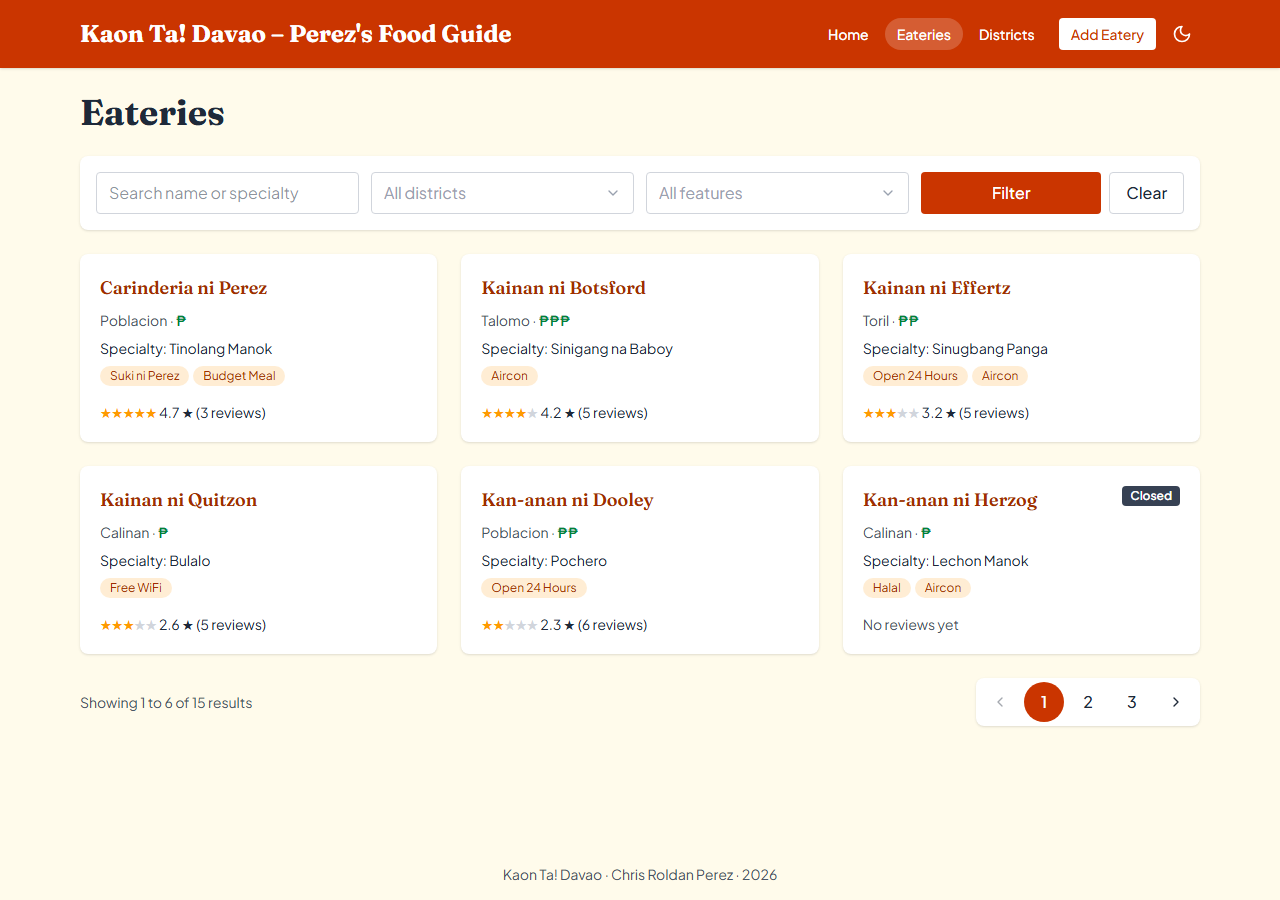 Kaon Ta! Davao – Perez's Food Guide
Home Eateries Districts Add Eatery
Eateries
Search name or specialty All districts All features Filter Clear
Carinderia ni Perez
Poblacion · ₱
Specialty: Tinolang Manok
Suki ni Perez Budget Meal
★★★★★ 4.7 ★ (3 reviews)
Kainan ni Botsford
Talomo · ₱₱₱
Specialty: Sinigang na Baboy
Aircon
★★★★★ 4.2 ★ (5 reviews)
Kainan ni Effertz
Toril · ₱₱
Specialty: Sinugbang Panga
Open 24 Hours Aircon
★★★★★ 3.2 ★ (5 reviews)
Kainan ni Quitzon
Calinan · ₱
Specialty: Bulalo
Free WiFi
★★★★★ 2.6 ★ (5 reviews)
Kan-anan ni Dooley
Poblacion · ₱₱
Specialty: Pochero
Open 24 Hours
★★★★★ 2.3 ★ (6 reviews)
Kan-anan ni Herzog Closed
Calinan · ₱
Specialty: Lechon Manok
Halal Aircon
No reviews yet
Showing 1 to 6 of 15 results
‹ 1 2 3 ›
Kaon Ta! Davao · Chris Roldan Perez · 2026